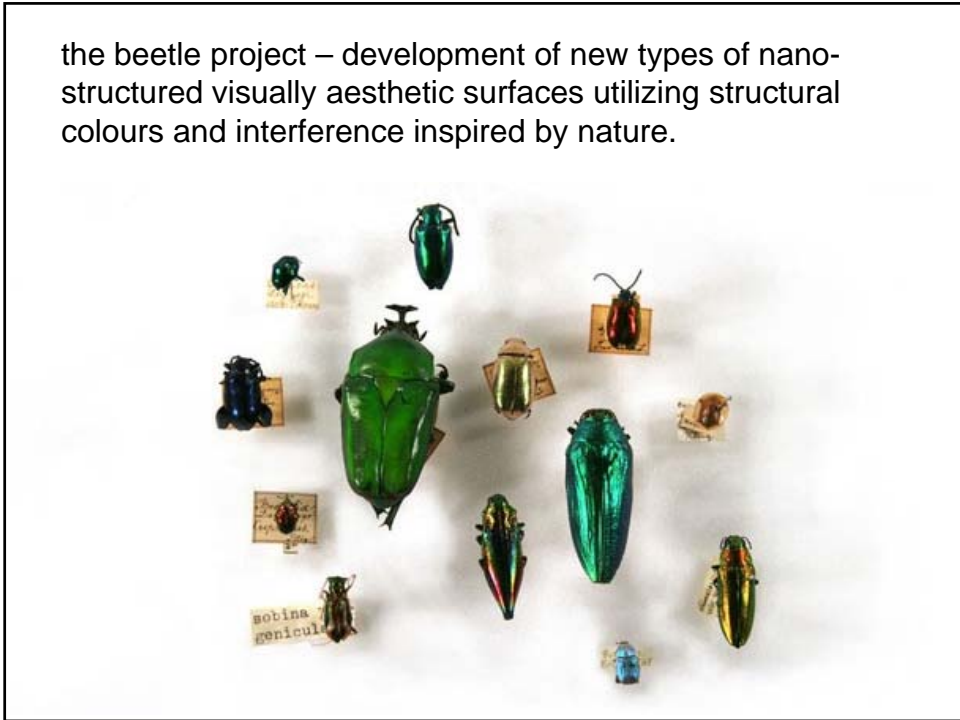 the beetle project – development of new types of nano-
structured visually aesthetic surfaces utilizing structural
colours and interference inspired by nature.
sobina
genicul